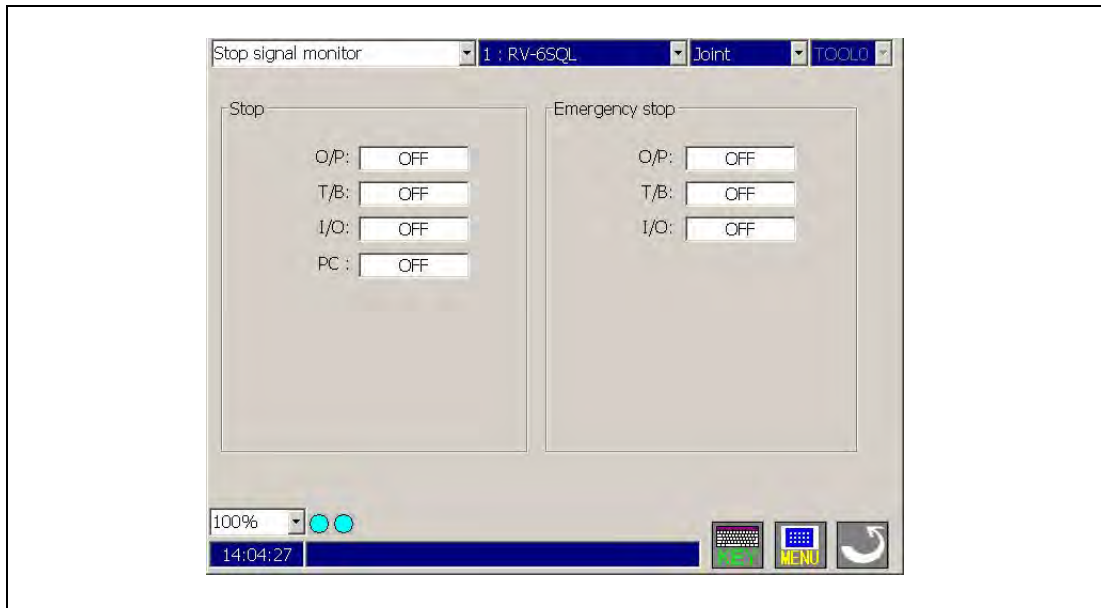 Stop signal monitor 1 : RV-6SQL Joint TOOL0
Stop
O/P: OFF
T/B: OFF
I/O: OFF
PC : OFF
Emergency stop
O/P: OFF
T/B: OFF
I/O: OFF
100%
14:04:27
KEY MENU